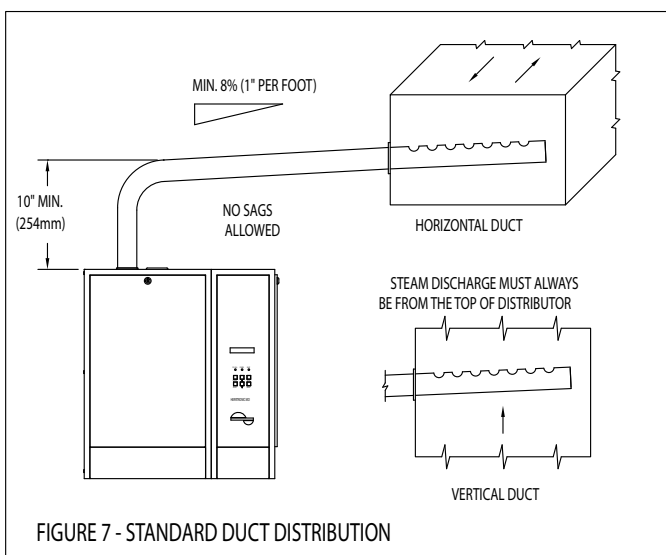 MIN. 8% (1" PER FOOT)
10" MIN.
(254mm)
NO SAGS
ALLOWED
HORIZONTAL DUCT
STEAM DISCHARGE MUST ALWAYS
BE FROM THE TOP OF DISTRIBUTOR
VERTICAL DUCT
FIGURE 7 - STANDARD DUCT DISTRIBUTION